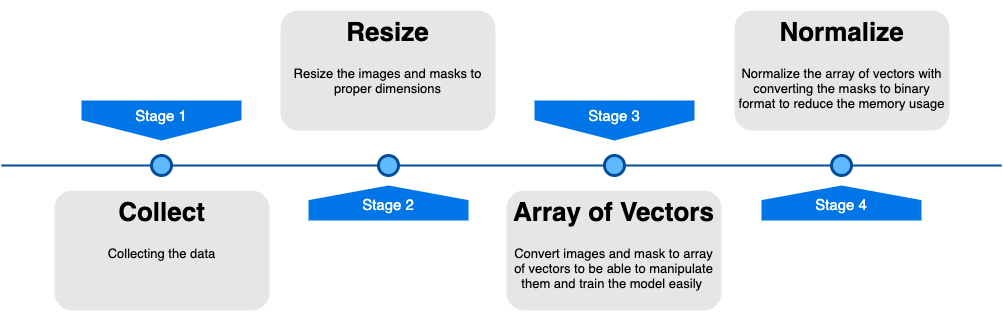 Stage 1
Collect
Collecting the data
Resize
Resize the images and masks to
proper dimensions
Stage 2
Stage 3
Array of Vectors
Convert images and mask to array
of vectors to be able to manipulate
them and train the model easily
Normalize
Normalize the array of vectors with
converting the masks to binary
format to reduce the memory usage
Stage 4